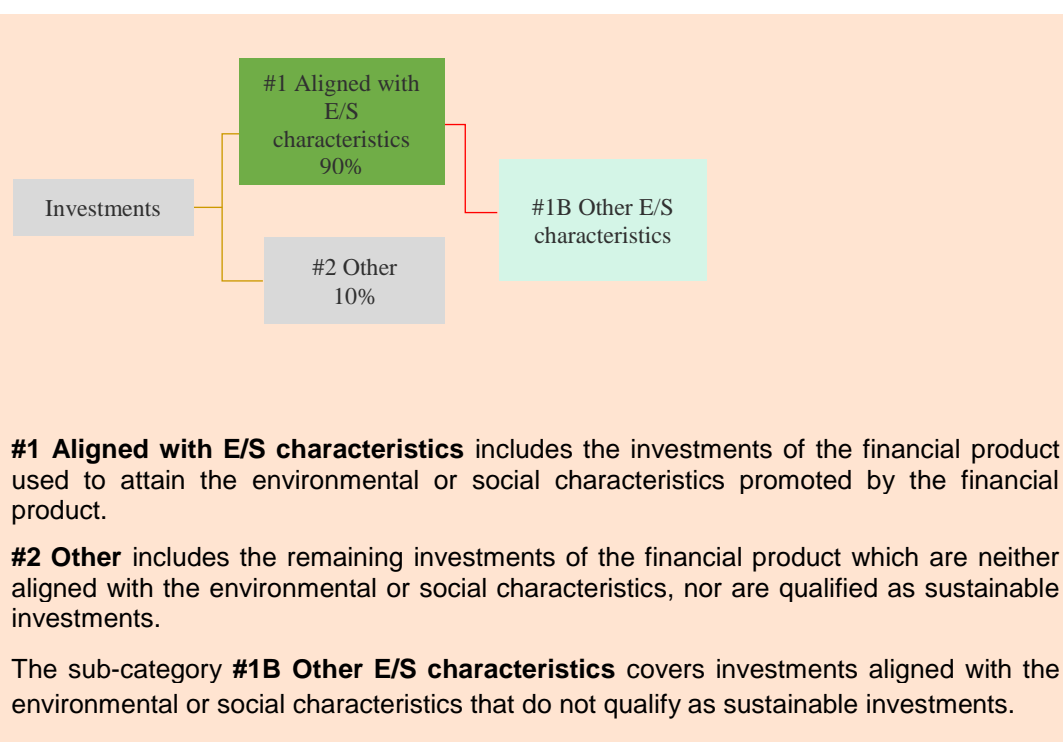 #1 Aligned with
E/S
characteristics
90%
Investments
#1B Other E/S
characteristics
#2 Other
10%
#1 Aligned with E/S characteristics includes the investments of the financial product
used to attain the environmental or social characteristics promoted by the financial
product.
#2 Other includes the remaining investments of the financial product which are neither
aligned with the environmental or social characteristics, nor are qualified as sustainable
investments.
The sub-category #1B Other E/S characteristics covers investments aligned with the
environmental or social characteristics that do not qualify as sustainable investments.